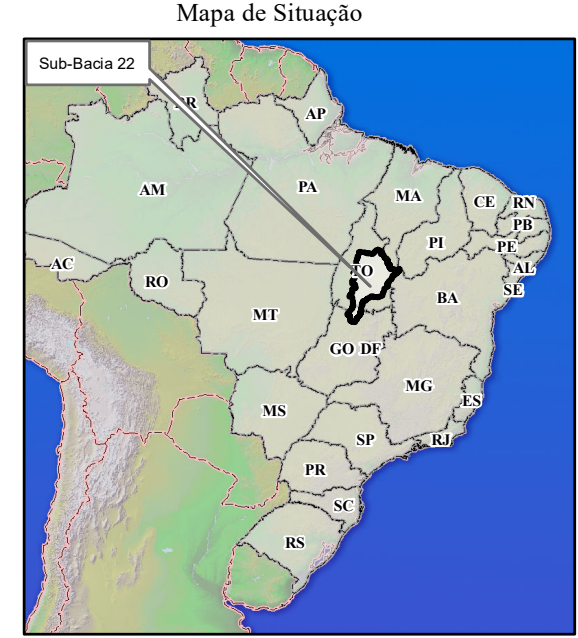 Mapa de Situação
Sub-Bacia 22
RR
AP
AM
PA
MA
CE
RN
PB
PI
PE
AC
TO
AL
RO
SE
BA
MT
GO
DF
MG
ES
MS
SP
RJ
PR
SC
RS